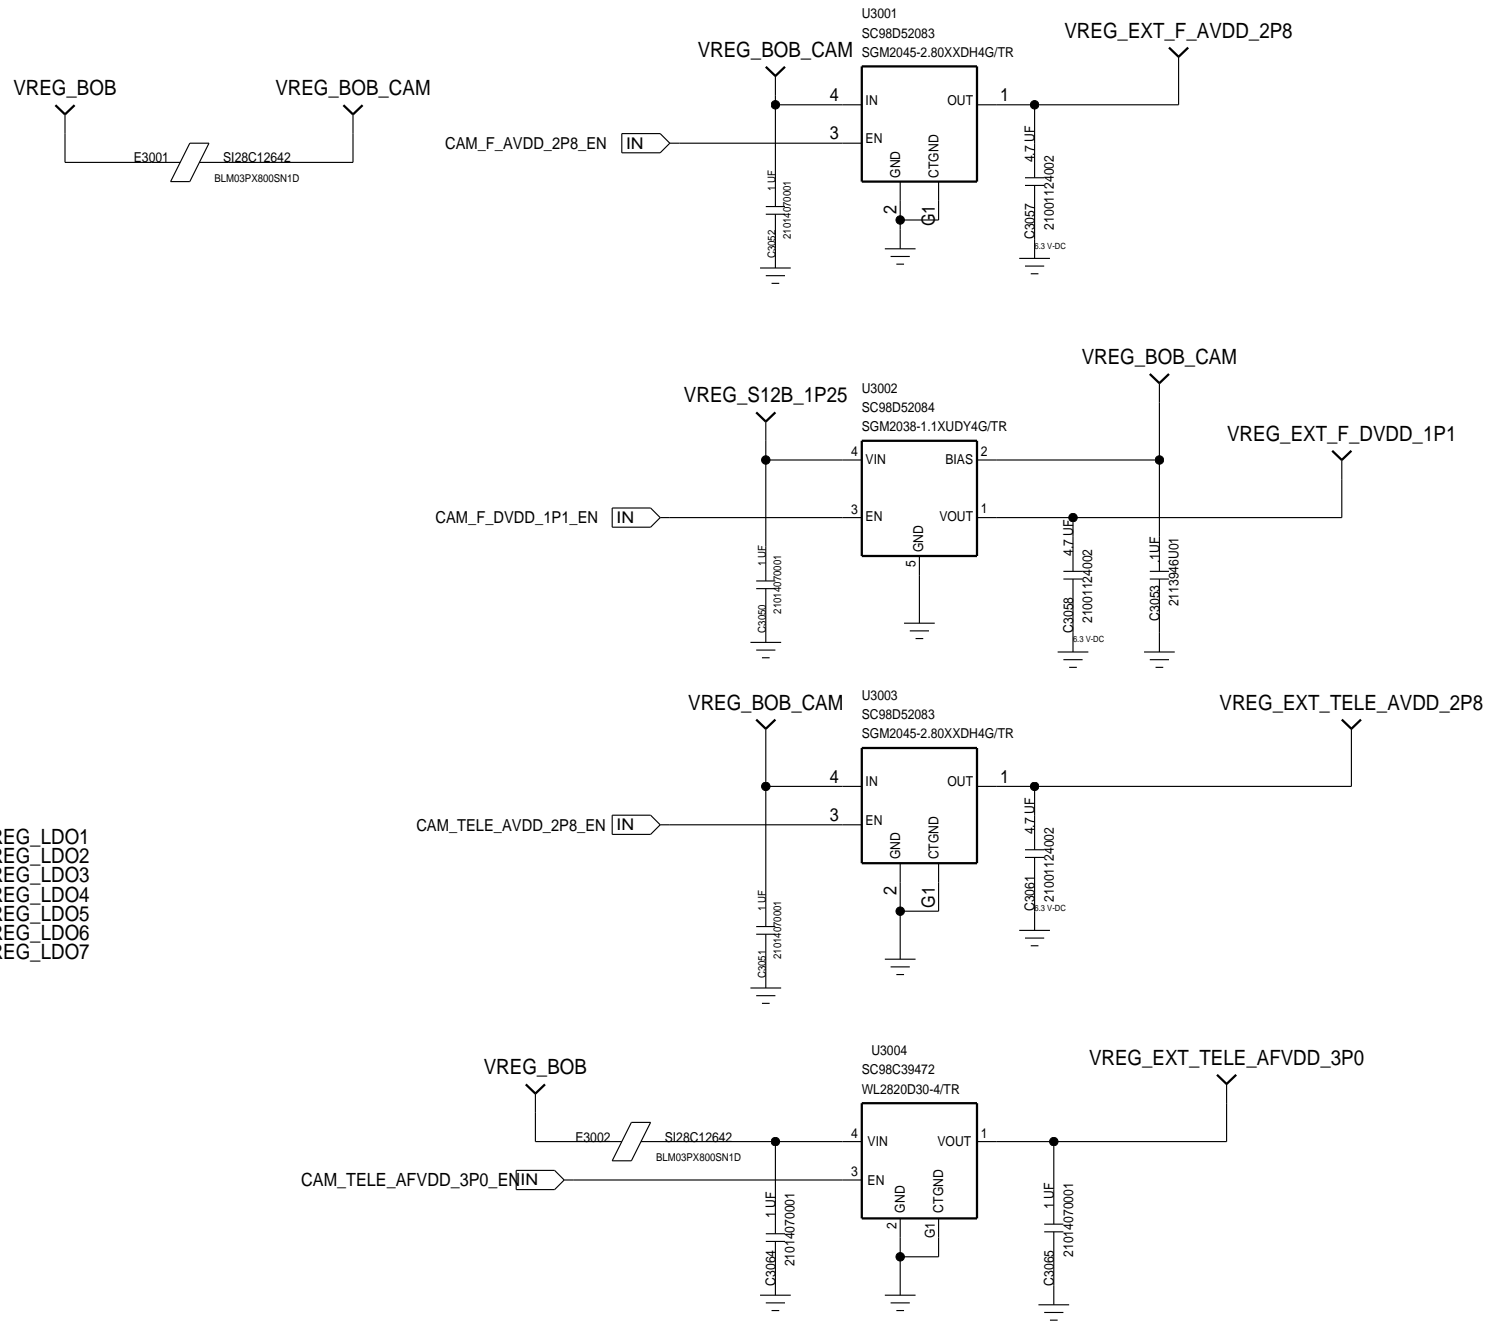 VREG_BOB
VREG_BOB_CAM
E3001
SI28C12642
BLM03PX800SN1D
U3001
SC98D52083
SGM2045-2.80XXDH4G/TR
VREG_BOB_CAM
VREG_EXT_F_AVDD_2P8
4
IN
OUT
1
CAM_F_AVDD_2P8_EN
IN
3
EN
GND
CTGND
2
G1
1 UF
21014070001
C3052
4.7 UF
21001124002
C3057
6.3 V-DC
VREG_BOB_CAM
VREG_S12B_1P25
U3002
SC98D52084
SGM2038-1.1XUDY4G/TR
VREG_EXT_F_DVDD_1P1
4
VIN
BIAS
2
CAM_F_DVDD_1P1_EN
IN
3
EN
VOUT
1
GND
5
1 UF
21014070001
C3050
4.7 UF
21001124002
C3058
6.3 V-DC
.1UF
2113946U01
C3053
VREG_BOB_CAM
U3003
SC98D52083
SGM2045-2.80XXDH4G/TR
VREG_EXT_TELE_AVDD_2P8
4
IN
OUT
1
CAM_TELE_AVDD_2P8_EN
IN
3
EN
GND
CTGND
2
G1
1 UF
21014070001
C3051
4.7 UF
21001124002
C3061
6.3 V-DC
REG_LDO1
REG_LDO2
REG_LDO3
REG_LDO4
REG_LDO5
REG_LDO6
REG_LDO7
VREG_BOB
U3004
SC98C39472
WL2820D30-4/TR
VREG_EXT_TELE_AFVDD_3P0
E3002
SI28C12642
BLM03PX800SN1D
4
VIN
VOUT
1
CAM_TELE_AFVDD_3P0_EN
IN
3
EN
GND
CTGND
2
G1
1 UF
21014070001
C3064
1 UF
21014070001
C3065